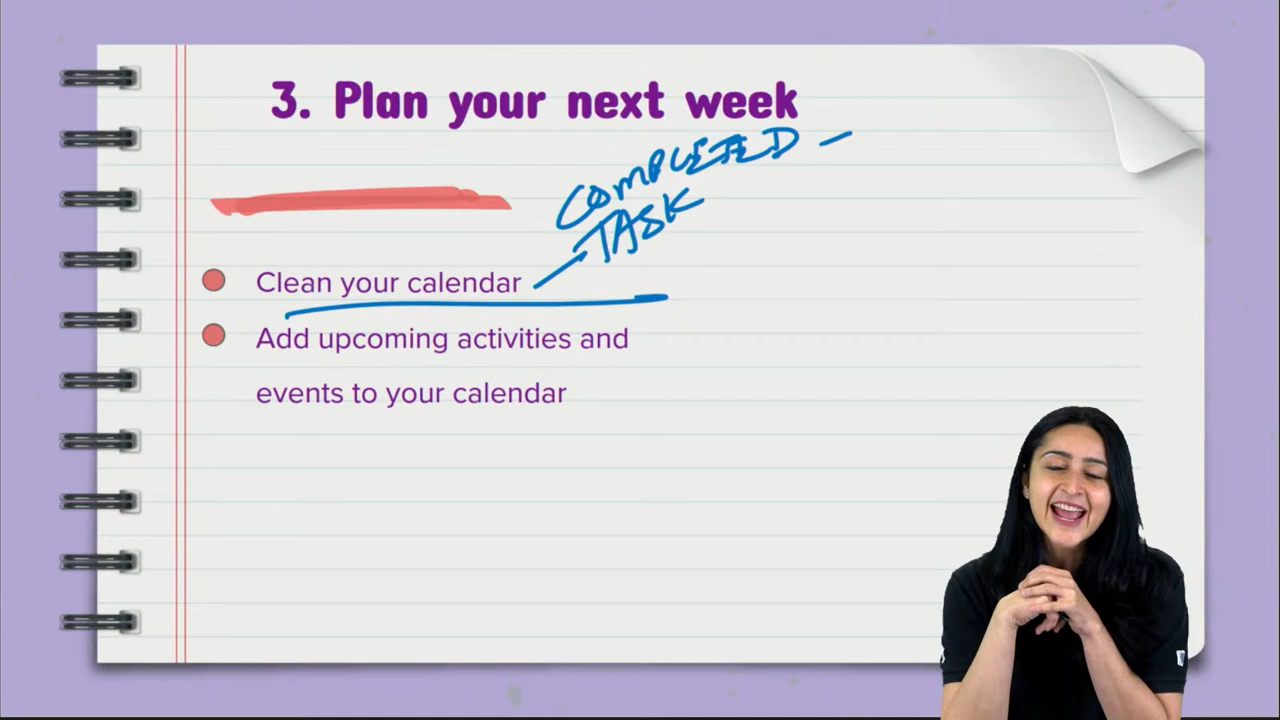 3. Plan your next week
COMPLETED -
TASK
Clean your calendar
Add upcoming activities and
events to your calendar